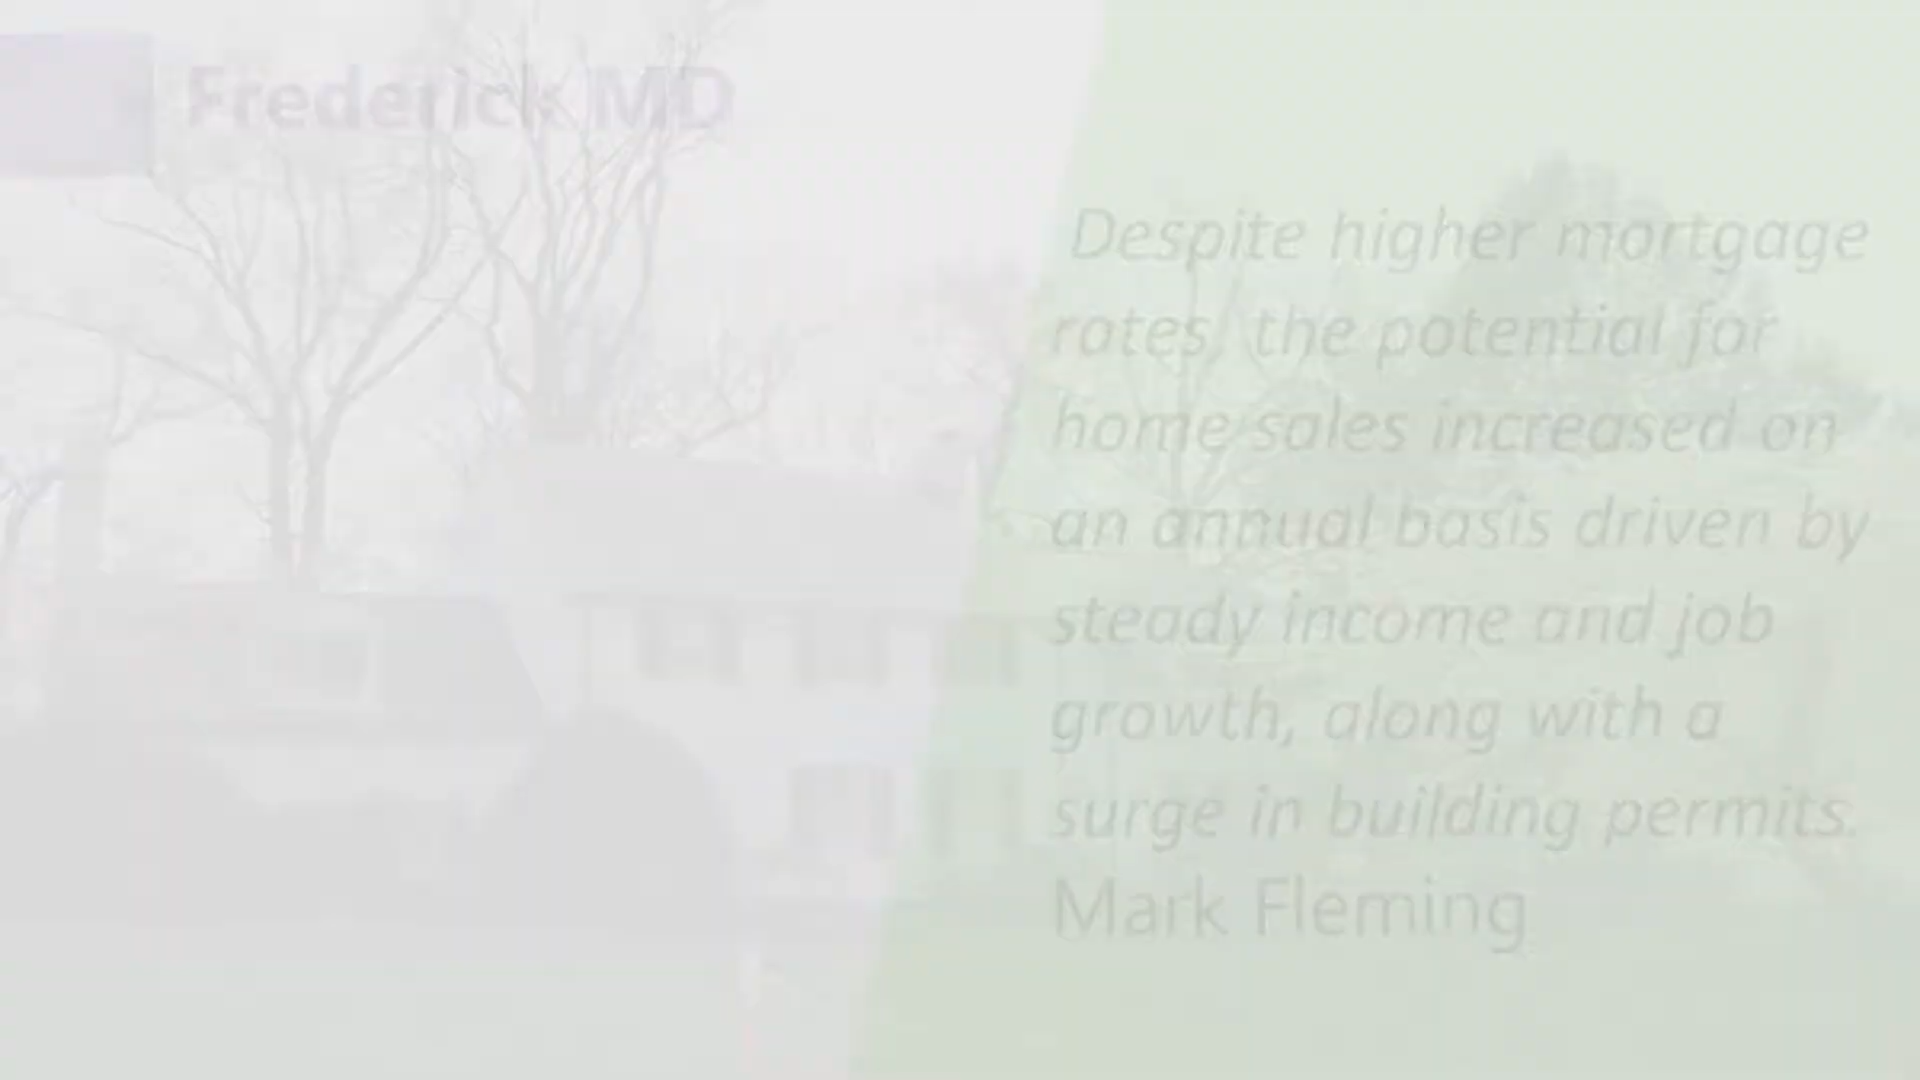 Frederick MD
Despite higher mortgage
rates, the potential for
home sales increased on
an annual basis driven by
steady income and job
growth, along with a
surge in building permits.
Mark Fleming